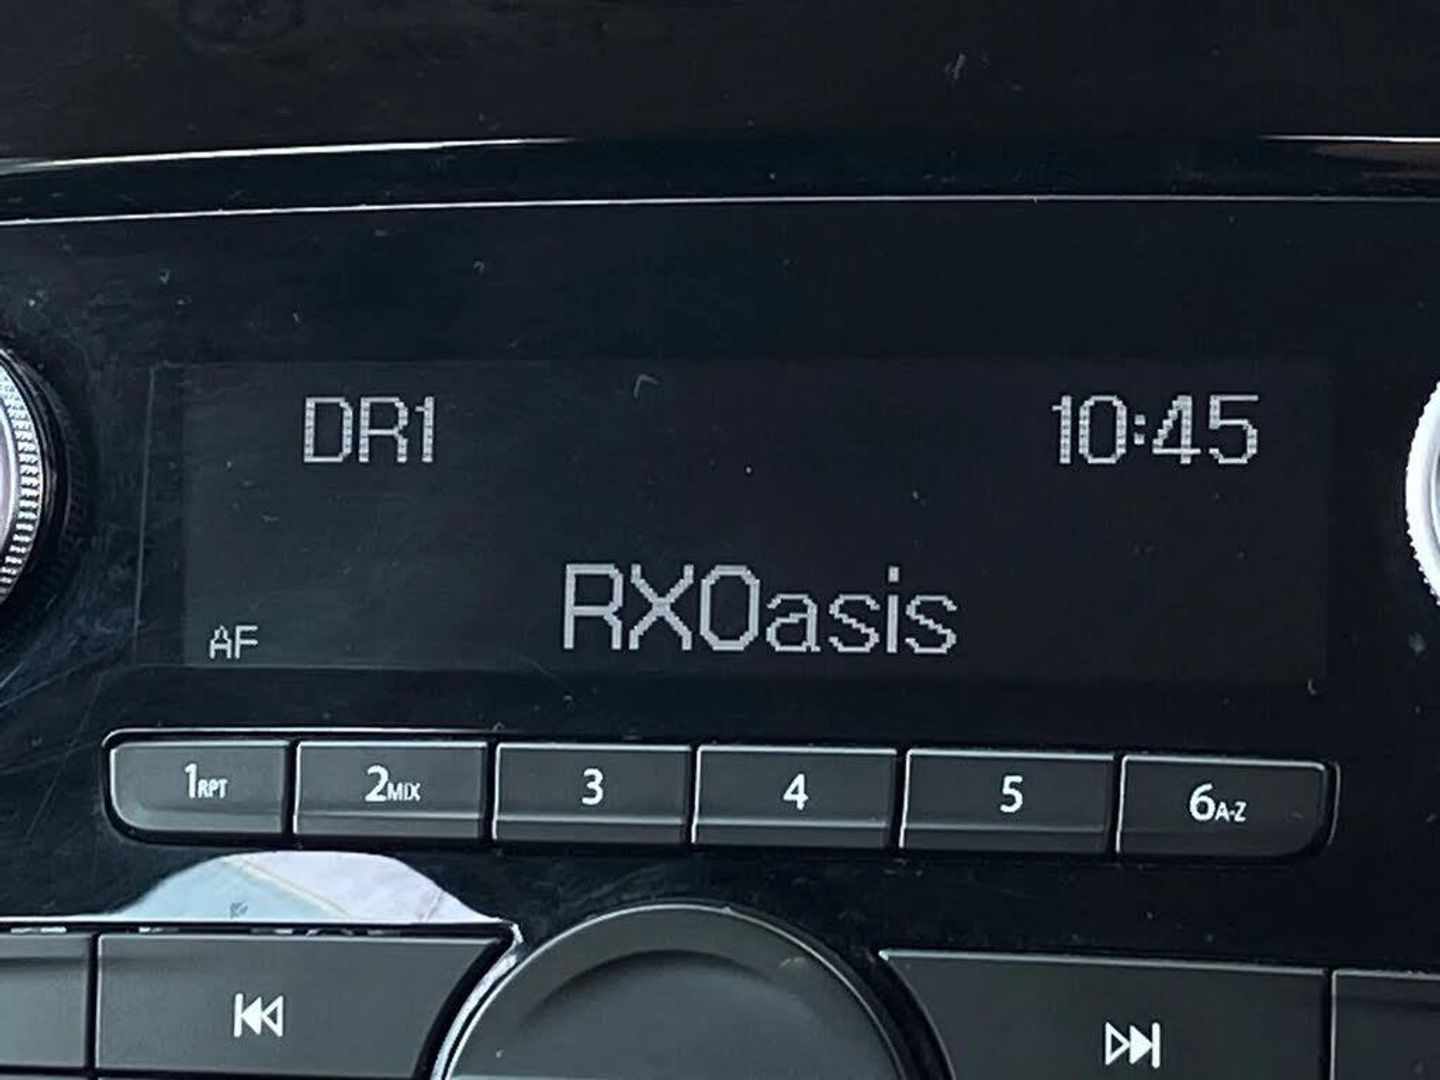 DR1 10:45
RXOasis
AF
1RPT 2MIX 3 4 5 6A-Z